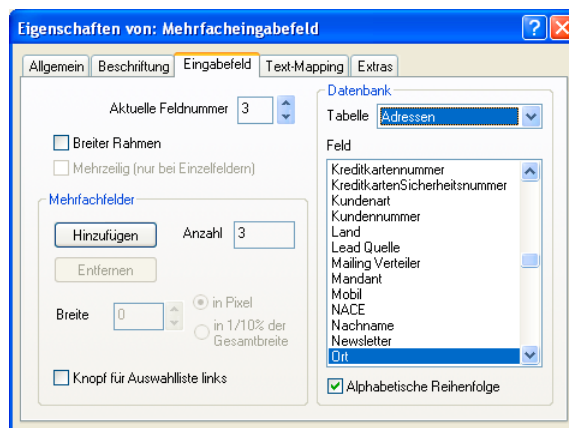 Eigenschaften von: Mehrfacheingabefeld
Allgemein Beschriftung Eingabefeld Text-Mapping Extras
Aktuelle Feldnummer 3
Breiter Rahmen
Mehrzeilig (nur bei Einzelfeldern)
Mehrfachfelder
Hinzufügen Anzahl 3
Entfernen
Breite 0
in Pixel
in 1/10% der
Gesamtbreite
Knopf für Auswahlliste links
Datenbank
Tabelle Adressen
Feld
Kreditkartennummer
KreditkartenSicherheitsnummer
Kundenart
Kundennummer
Land
Lead Quelle
Mailing Verteiler
Mandant
Mobil
NACE
Nachname
Newsletter
Ort
Alphabetische Reihenfolge